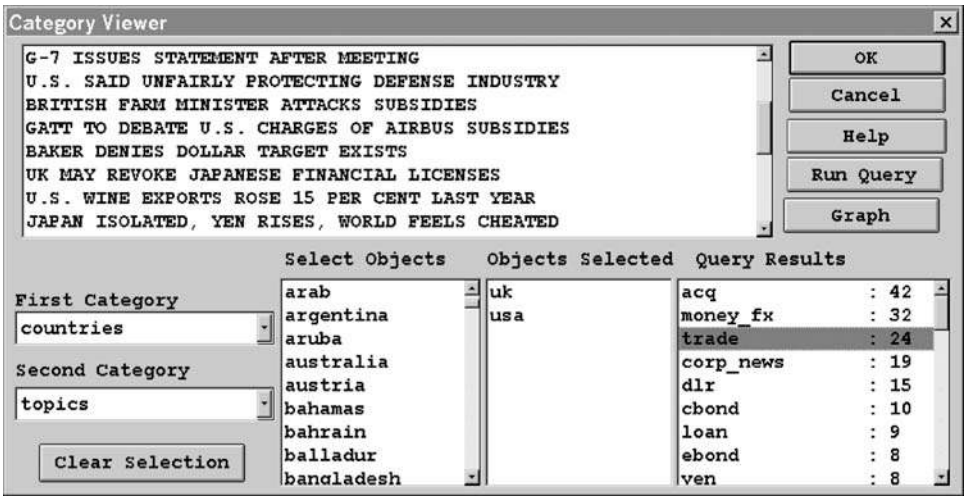 Category Viewer
G-7 ISSUES STATEMENT AFTER MEETING
U.S. SAID UNFAIRLY PROTECTING DEFENSE INDUSTRY
BRITISH FARM MINISTER ATTACKS SUBSIDIES
GATT TO DEBATE U.S. CHARGES OF AIRBUS SUBSIDIES
BAKER DENIES DOLLAR TARGET EXISTS
UK MAY REVOKE JAPANESE FINANCIAL LICENSES
U.S. WINE EXPORTS ROSE 15 PER CENT LAST YEAR
JAPAN ISOLATED, YEN RISES, WORLD FEELS CHEATED
OK
Cancel
Help
Run Query
Graph
First Category
countries
Second Category
topics
Clear Selection
Select Objects
arab
argentina
aruba
australia
austria
bahamas
bahrain
balladur
bangladesh
Objects Selected
uk
usa
Query Results
acq : 42
money_fx : 32
trade : 24
corp_news : 19
dlr : 15
cbond : 10
loan : 9
ebond : 8
yen : 8